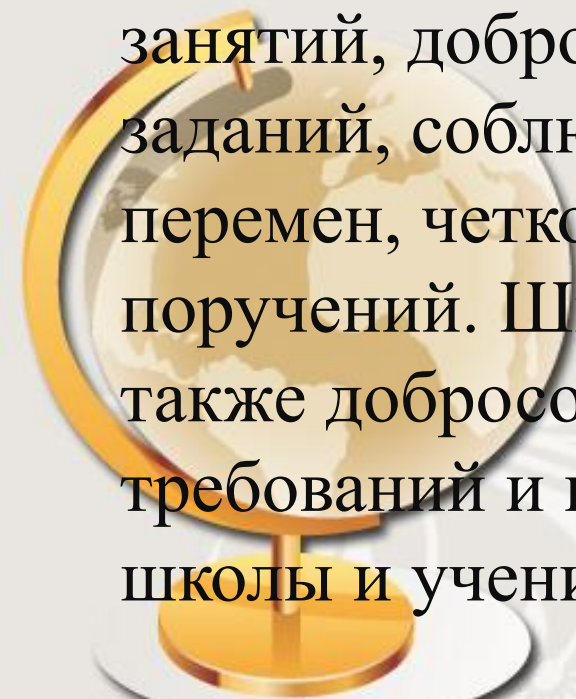 занятий, добро
заданий, соблю
перемен, четко
поручений. Ш
также добросо
требований и
школы и учени